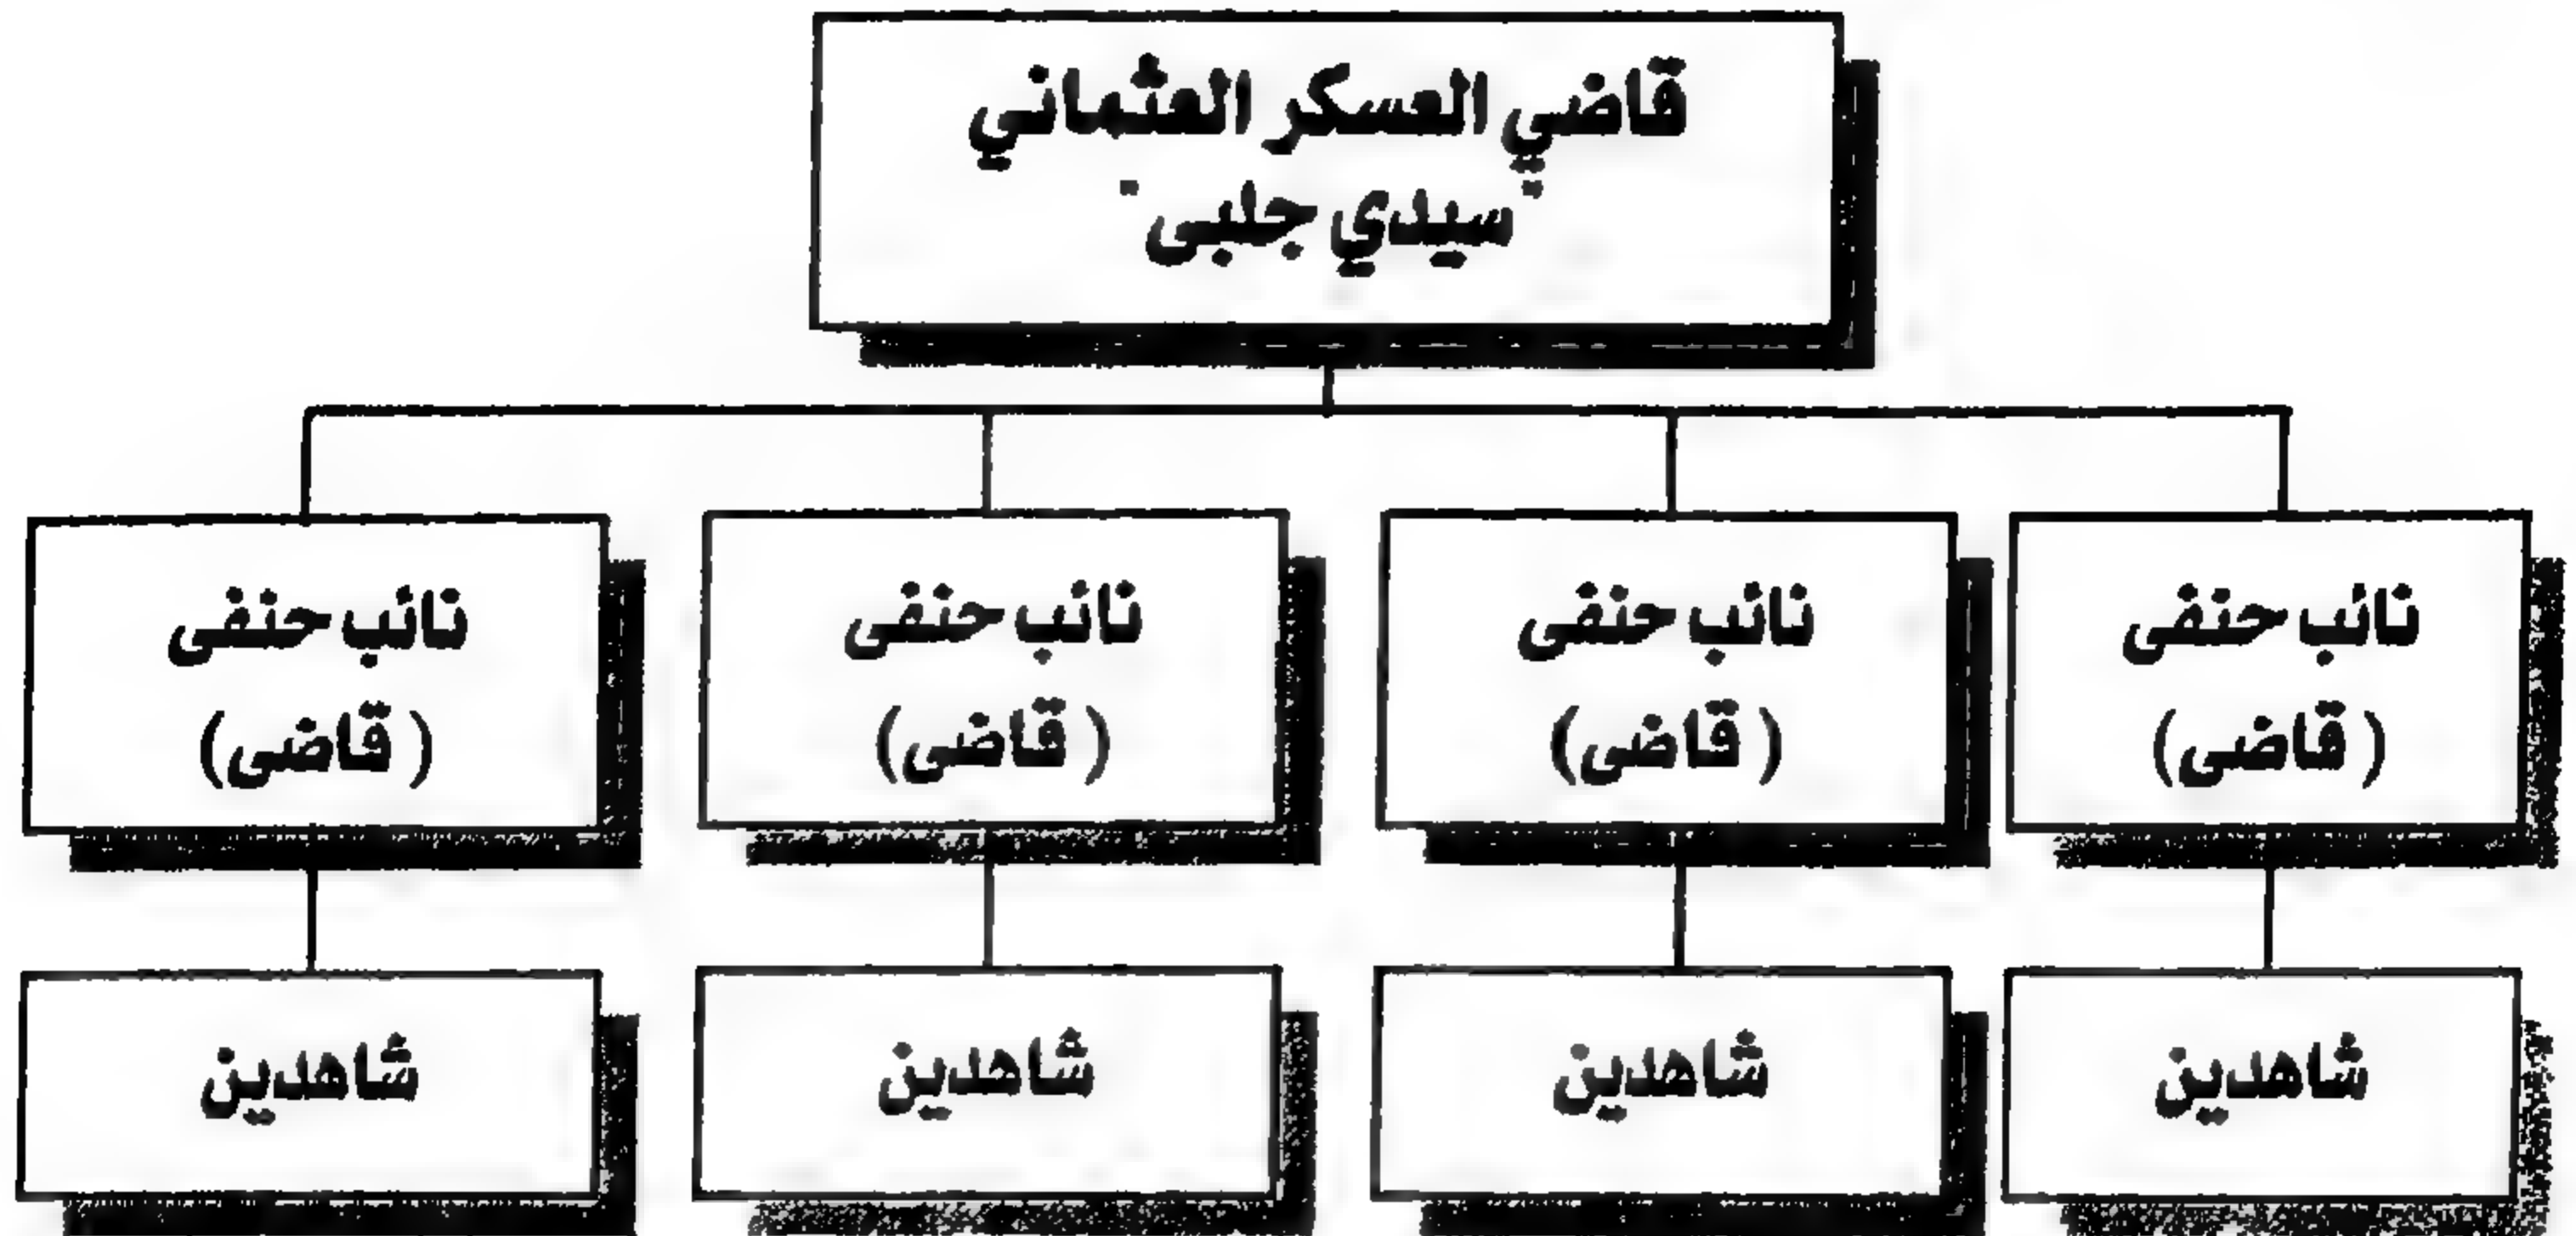 قاضي العسكر العثماني
"سيدي جلبى"
نائب حنفى
(قاضى)
نائب حنفى
(قاضى)
نائب حنفى
(قاضى)
نائب حنفى
(قاضى)
شاهدين
شاهدين
شاهدين
شاهدين